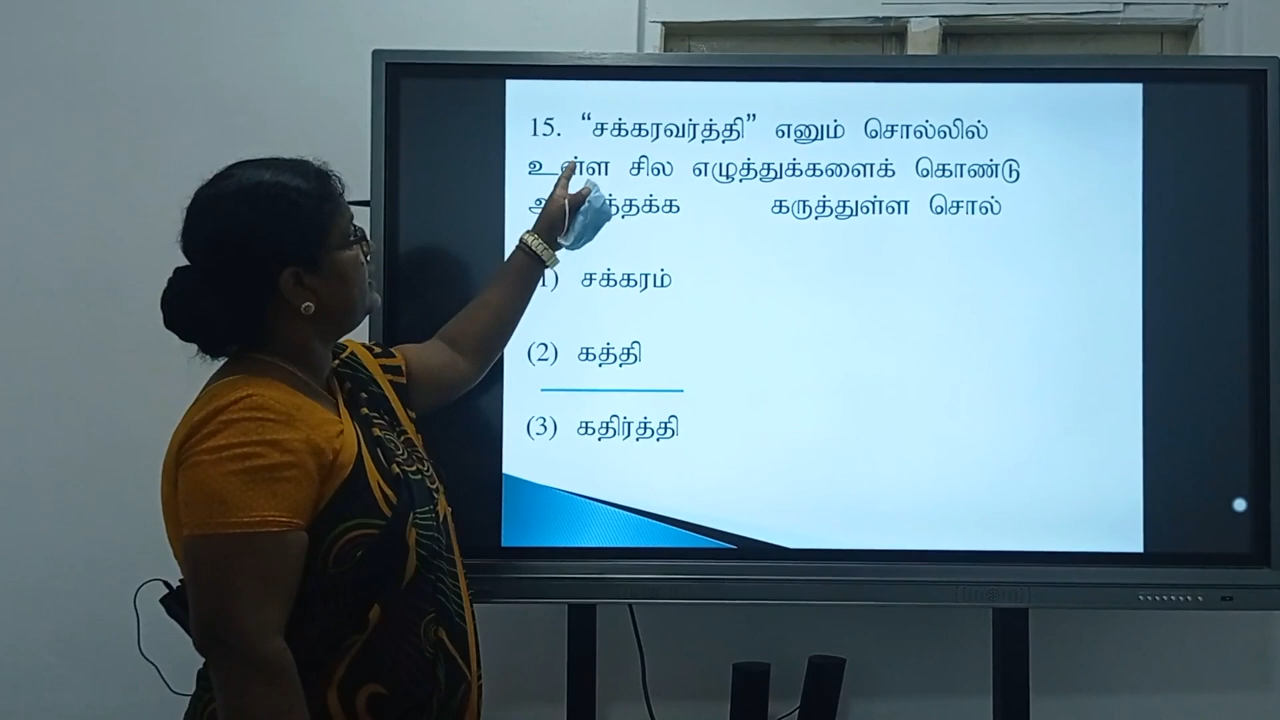 15. “சக்கரவர்த்தி” எனும் சொல்லில்
உள்ள சில எழுத்துக்களைக் கொண்டு
கருத்துள்ள சொல்
1) சக்கரம்
(2) கத்தி
(3) கதிர்த்தி